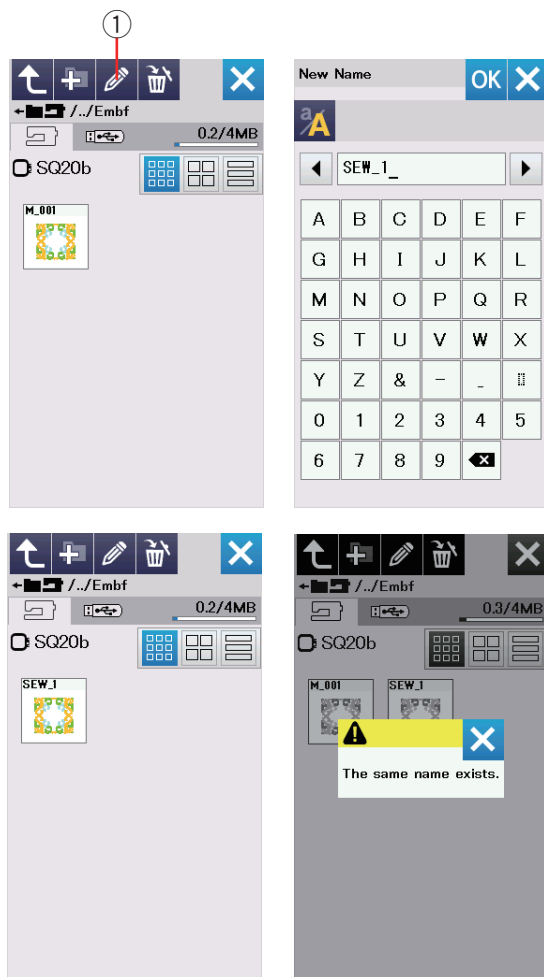 1
/../Embf
0.2/4MB
SQ20b
M_001
New Name
OK
a/A
SEW_1_
A B C D E F
G H I J K L
M N O P Q R
S T U V W X
Y Z & - _
0 1 2 3 4 5
6 7 8 9
/../Embf
0.2/4MB
SQ20b
SEW_1
/../Embf
0.3/4MB
SQ20b
M_001 SEW_1
The same name exists.